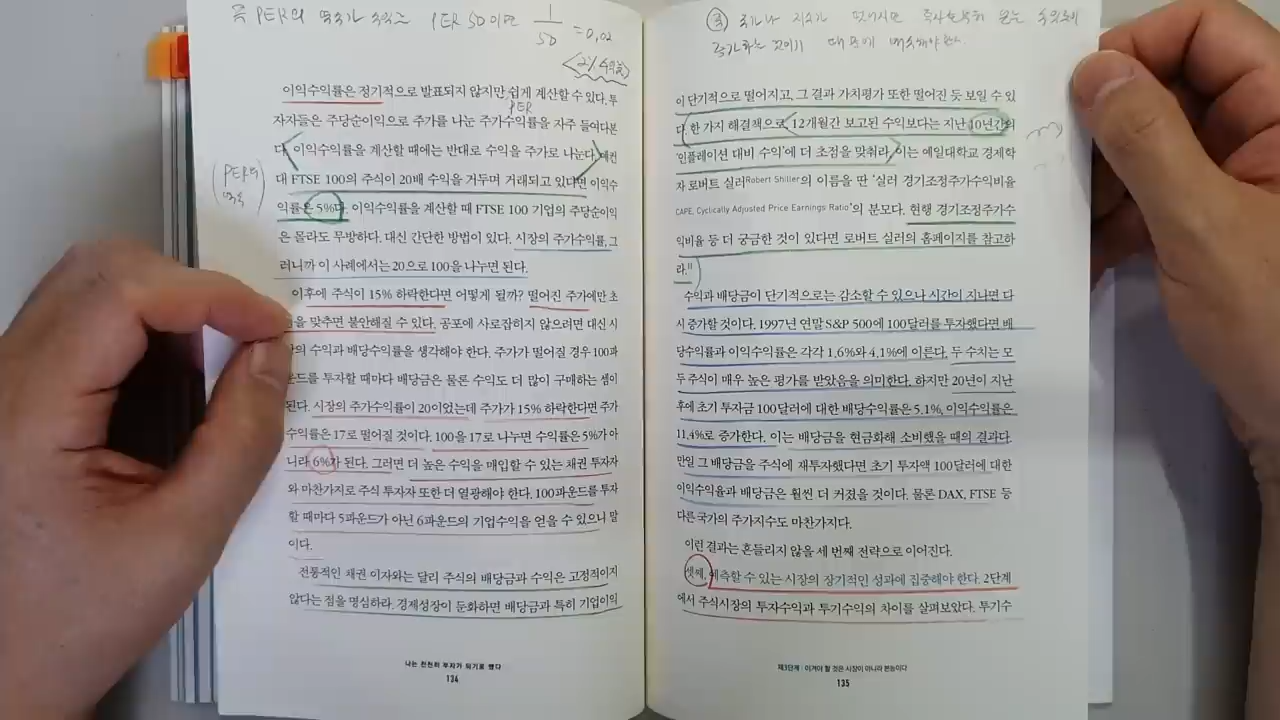 즉 PER의 역수가 수익률 PER 50이면 1/50 = 0.02
<2% 수익률>
PER
이익수익률은 정기적으로 발표되지 않지만 쉽게 계산할 수 있다. 투
자자들은 주당순이익으로 주가를 나눈 주가수익률을 자주 들여다본
다. 이익수익률을 계산할 때에는 반대로 수익을 주가로 나눈다. 예컨
대 FTSE 100의 주식이 20배 수익을 거두며 거래되고 있다면 이익수
(PER의 역수)
익률은 5%다. 이익수익률을 계산할 때 FTSE 100 기업의 주당순이익
은 몰라도 무방하다. 대신 간단한 방법이 있다. 시장의 주가수익률, 그
러니까 이 사례에서는 20으로 100을 나누면 된다.
이후에 주식이 15% 하락한다면 어떻게 될까? 떨어진 주가에만 초
을 맞추면 불안해질 수 있다. 공포에 사로잡히지 않으려면 대신 시
의 수익과 배당수익률을 생각해야 한다. 주가가 떨어질 경우 100파
운드를 투자할 때마다 배당금은 물론 수익도 더 많이 구매하는 셈이
된다. 시장의 주가수익률이 20이었는데 주가가 15% 하락한다면 주가
수익률은 17로 떨어질 것이다. 100을 17로 나누면 수익률은 5%가 아
니라 6%가 된다. 그러면 더 높은 수익을 매입할 수 있는 채권 투자자
와 마찬가지로 주식 투자자 또한 더 열광해야 한다. 100파운드를 투자
할 때마다 5파운드가 아닌 6파운드의 기업수익을 얻을 수 있으니 말
이다.
전통적인 채권 이자와는 달리 주식의 배당금과 수익은 고정적이지
않다는 점을 명심하라. 경제성장이 둔화하면 배당금과 특히 기업이익
나는 천천히 부자가 되기로 했다
134
이 단기적으로 떨어지고, 그 결과 가치평가 또한 떨어진 듯 보일 수 있
다. 한 가지 해결책으로 12개월간 보고된 수익보다는 지난 10년간의
'인플레이션 대비 수익'에 더 초점을 맞춰라. 이는 예일대학교 경제학
자 로버트 실러Robert Shiller의 이름을 딴 '실러 경기조정주가수익비율
CAPE, Cyclically Adjusted Price Earnings Ratio'의 분모다. 현행 경기조정주가수
익비율 등 더 궁금한 것이 있다면 로버트 실러의 홈페이지를 참고하
라.11
수익과 배당금이 단기적으로는 감소할 수 있으나 시간이 지나면 다
시 증가할 것이다. 1997년 연말 S&P 500에 100달러를 투자했다면 배
당수익률과 이익수익률은 각각 1.6%와 4.1%에 이른다. 두 수치는 모
두 주식이 매우 높은 평가를 받았음을 의미한다. 하지만 20년이 지난
후에 초기 투자금 100달러에 대한 배당수익률은 5.1%, 이익수익률은
11.4%로 증가한다. 이는 배당금을 현금화해 소비했을 때의 결과다.
만일 그 배당금을 주식에 재투자했다면 초기 투자액 100달러에 대한
이익수익율과 배당금은 훨씬 더 커졌을 것이다. 물론 DAX, FTSE 등
다른 국가의 주가지수도 마찬가지다.
이런 결과는 흔들리지 않을 세 번째 전략으로 이어진다.
셋째, 예측할 수 있는 시장의 장기적인 성과에 집중해야 한다. 2단계
에서 주식시장의 투자수익과 투기수익의 차이를 살펴보았다. 투기수
제3단계 : 이겨야 할 것은 시장이 아니라 본능이다
135